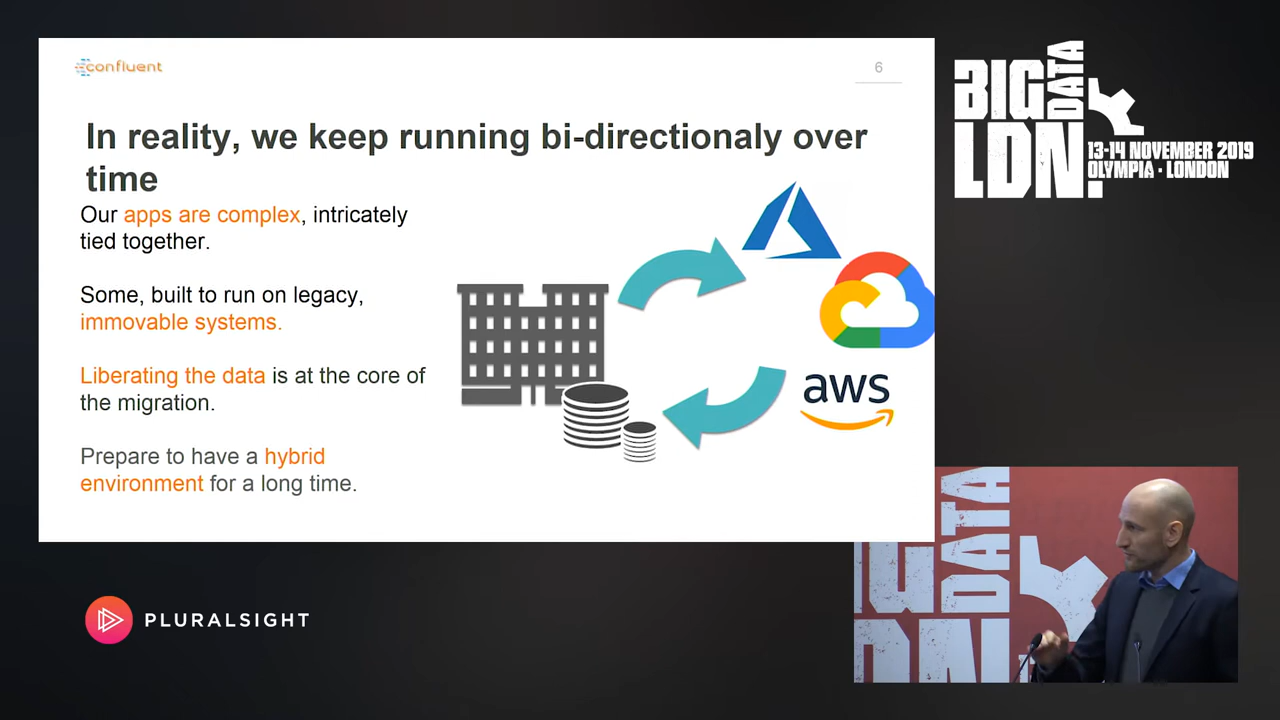 confluent
6
In reality, we keep running bi-directionaly over
time
Our apps are complex, intricately
tied together.
Some, built to run on legacy,
immovable systems.
Liberating the data is at the core of
the migration.
Prepare to have a hybrid
environment for a long time.
aws
BIG
DATA
LDN.
13-14 NOVEMBER 2019
OLYMPIA · LONDON
PLURALSIGHT
DATA